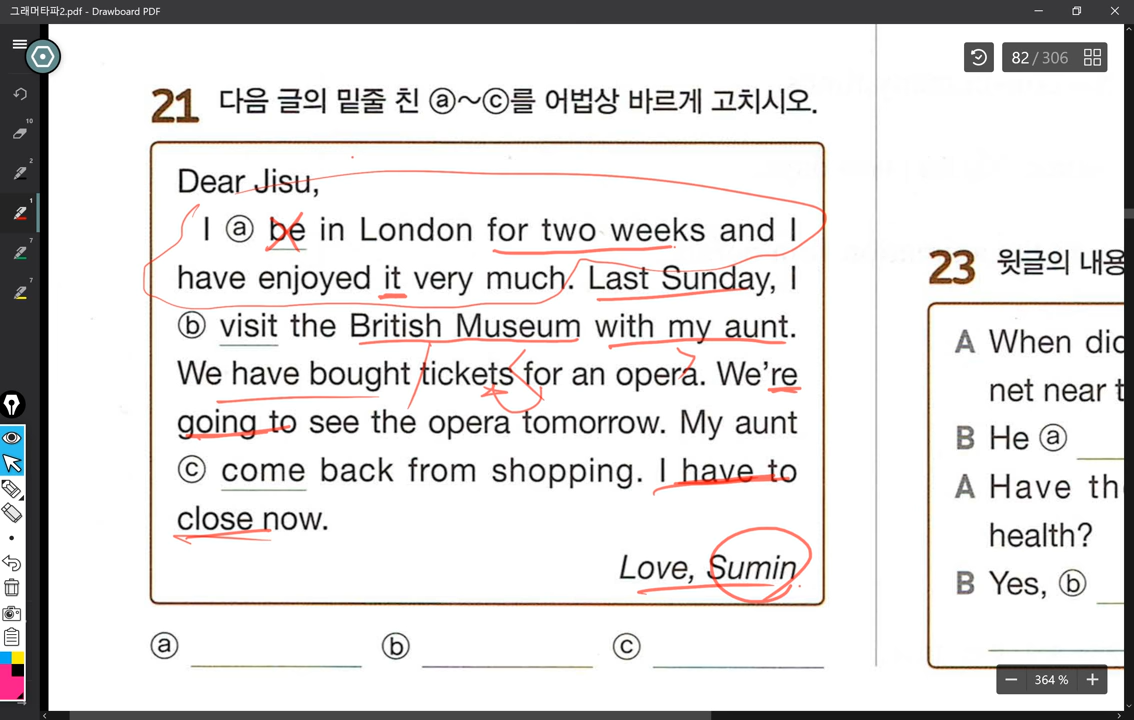 그래머타파2.pdf - Drawboard PDF
82 / 306
10
2
1
7
7
21 다음 글의 밑줄 친 ⓐ~ⓒ를 어법상 바르게 고치시오.
Dear Jisu,
I ⓐ be in London for two weeks and I
have enjoyed it very much. Last Sunday, I
ⓑ visit the British Museum with my aunt.
We have bought tickets for an opera. We're
going to see the opera tomorrow. My aunt
ⓒ come back from shopping. I have to
close now.
Love, Sumin
ⓐ ⓑ ⓒ
23 윗글의 내용
A When did
net near t
B He ⓐ
A Have th
health?
B Yes, ⓑ
364 %